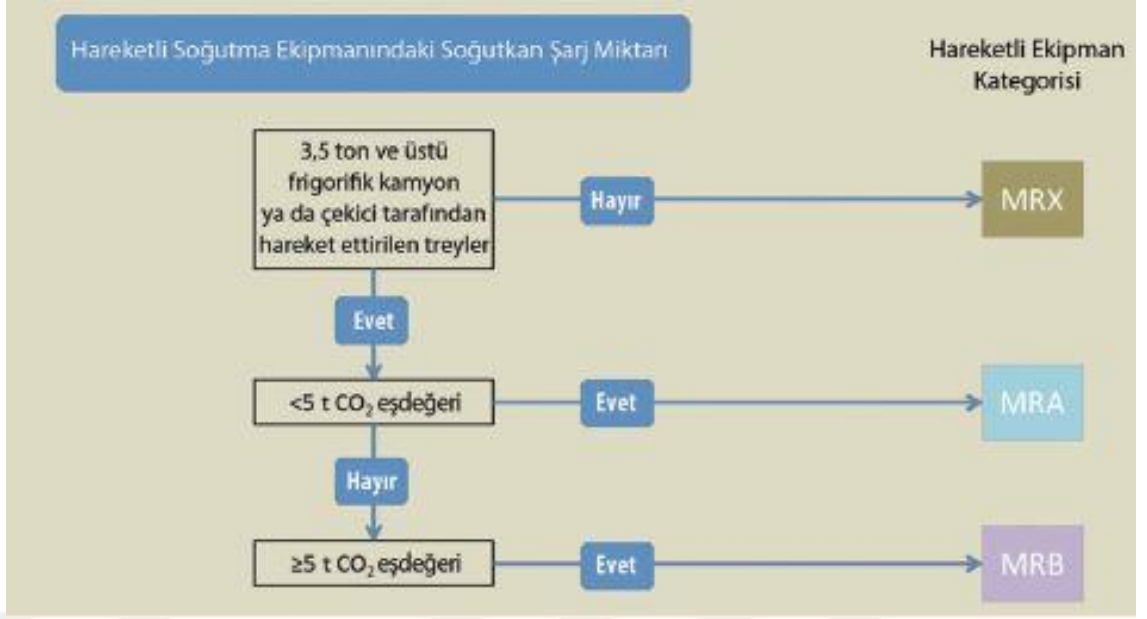 Hareketli Soğutma Ekipmanındaki Soğutkan Şarj Miktarı
Hareketli Ekipman
Kategorisi
3,5 ton ve üstü
frigorifik kamyon
ya da çekici tarafından
hareket ettirilen treyler
Hayır
MRX
Evet
<5 t CO₂ eşdeğeri
Evet
MRA
Hayır
≥5 t CO₂ eşdeğeri
Evet
MRB